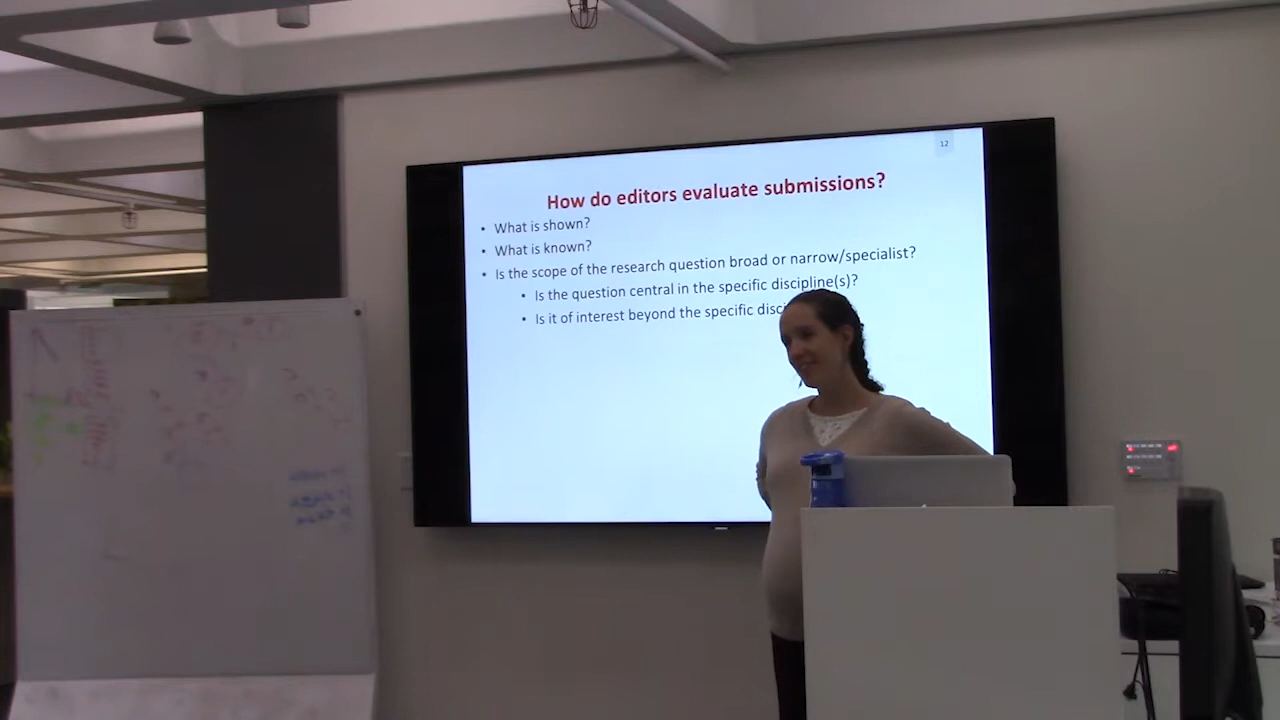 12
How do editors evaluate submissions?
• What is shown?
• What is known?
• Is the scope of the research question broad or narrow/specialist?
• Is the question central in the specific discipline(s)?
• Is it of interest beyond the specific